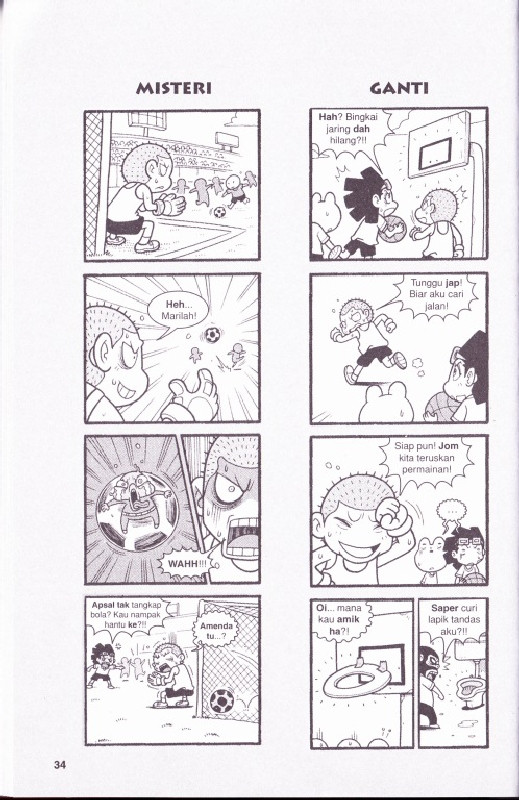 MISTERI
Heh...
Marilah!
WAHH!!!
Apsal tak tangkap
bola? Kau nampak
hantu ke?!!
Amenda
tu...?
GANTI
Hah? Bingkai
jaring dah
hilang?!!
Tunggu jap!
Biar aku cari
jalan!
Siap pun! Jom
kita teruskan
permainan!
...
Oi... mana
kau amik
ha?!!
Saper curi
lapik tandas
aku?!!
34